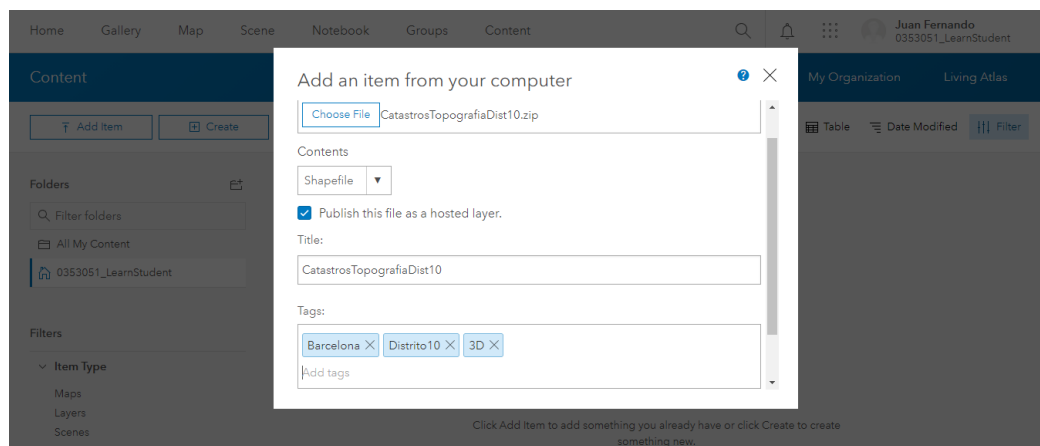 Home Gallery Map Scene Notebook Groups Content
Juan Fernando
0353051_LearnStudent
Content
My Organization Living Atlas
Add Item Create
Table Date Modified Filter
Folders
Filter folders
All My Content
0353051_LearnStudent
Filters
Item Type
Maps
Layers
Scenes
Add an item from your computer
Choose File CatastrosTopografiaDist10.zip
Contents
Shapefile
Publish this file as a hosted layer.
Title:
CatastrosTopografiaDist10
Tags:
Barcelona Distrito10 3D
Add tags
Click Add Item to add something you already have or click Create to create
something new.